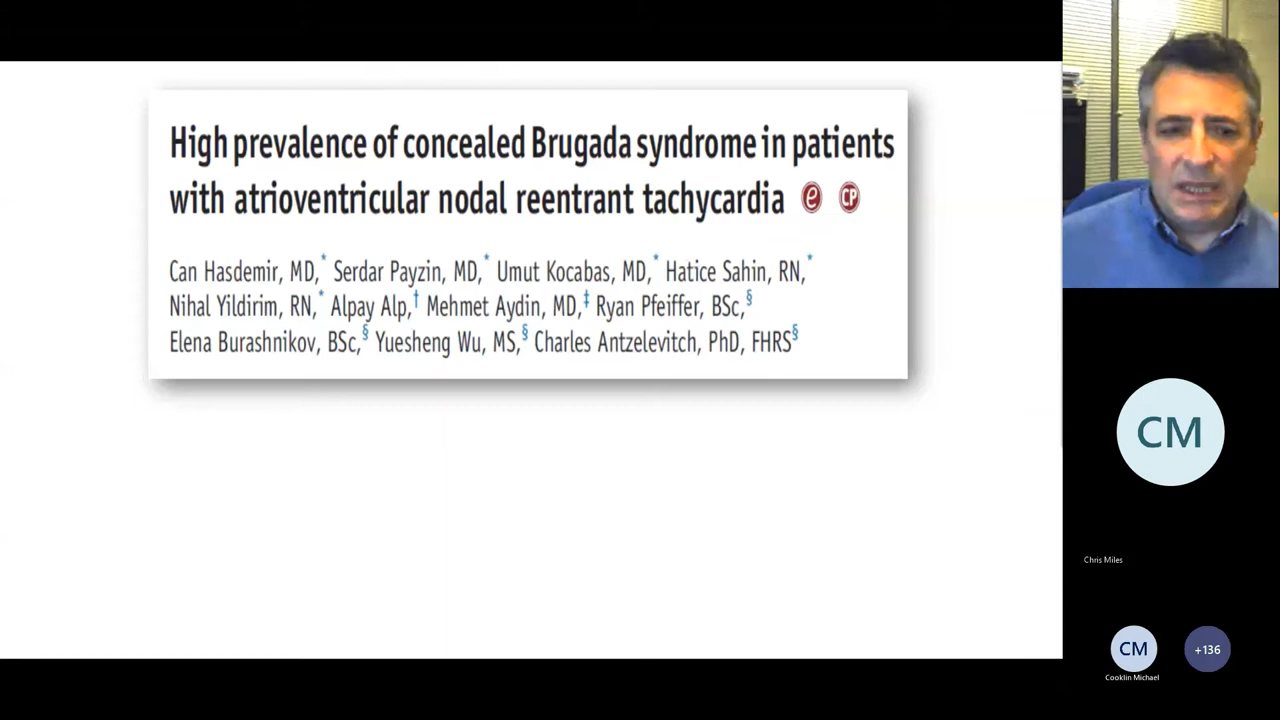 High prevalence of concealed Brugada syndrome in patients
with atrioventricular nodal reentrant tachycardia e CP
Can Hasdemir, MD,* Serdar Payzin, MD,* Umut Kocabas, MD,* Hatice Sahin, RN,*
Nihal Yildirim, RN,* Alpay Alp,† Mehmet Aydin, MD,‡ Ryan Pfeiffer, BSc,§
Elena Burashnikov, BSc,§ Yuesheng Wu, MS,§ Charles Antzelevitch, PhD, FHRS§
CM
Chris Miles
CM
+136
Cooklin Michael